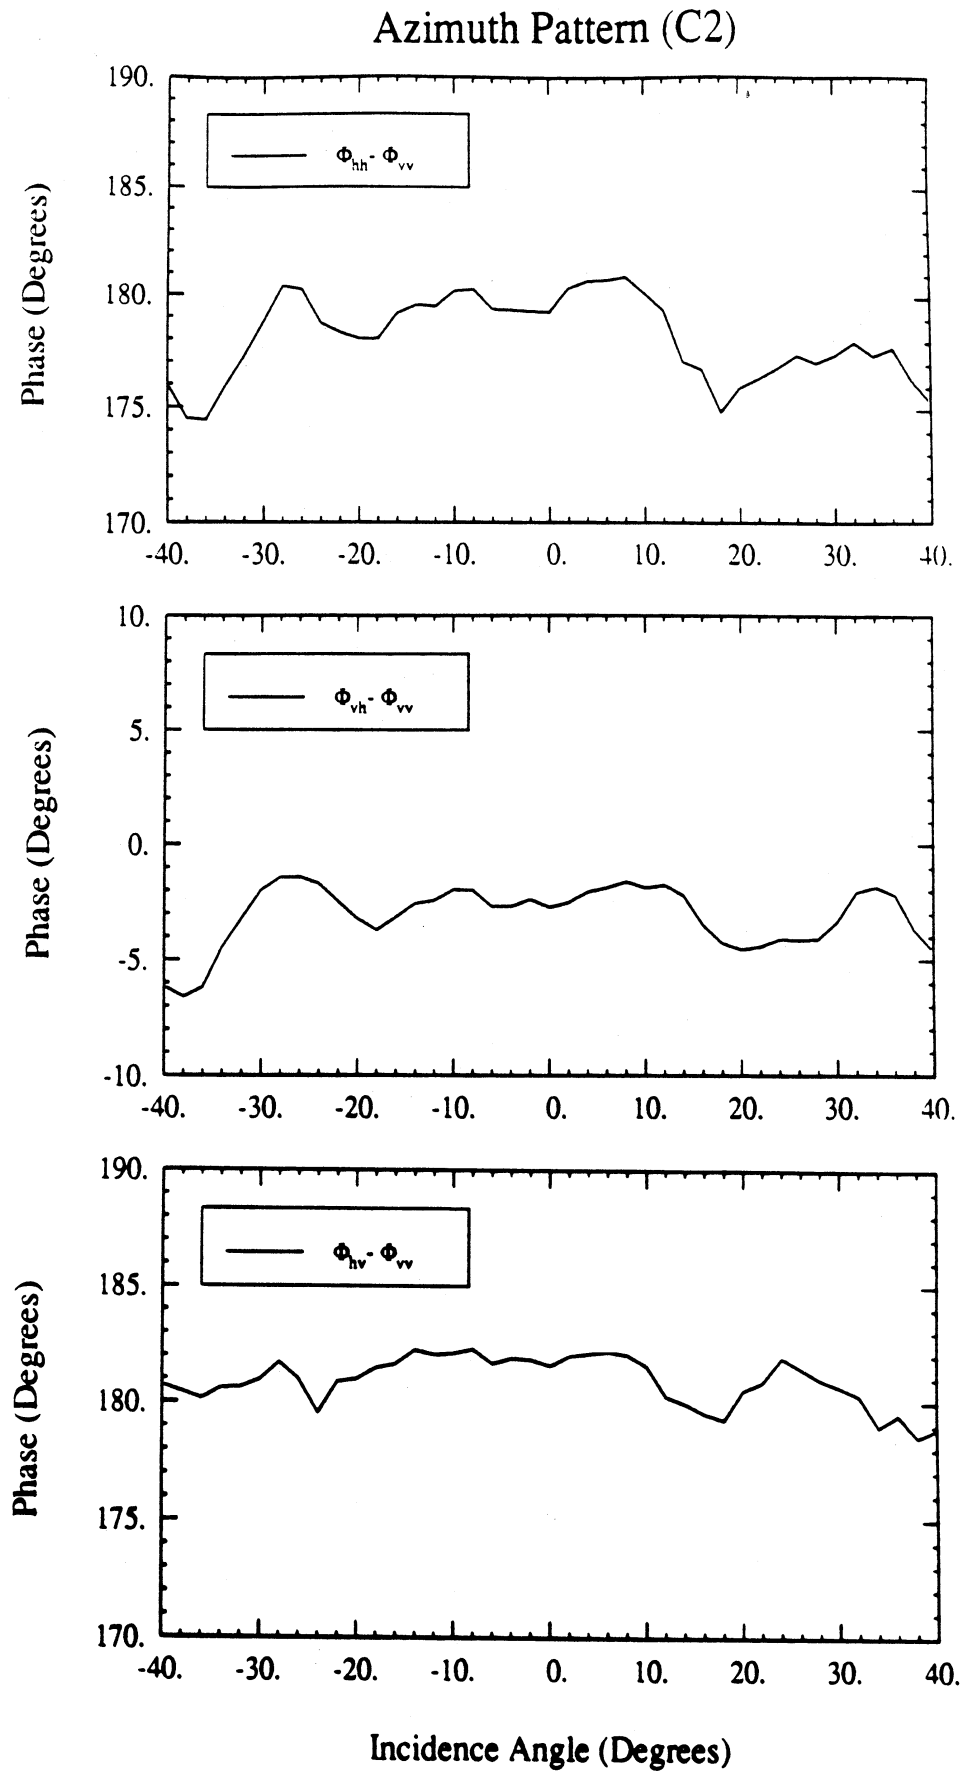 Azimuth Pattern (C2)
190.
185.
180.
175.
170.
Phase (Degrees)
Φhh- Φvv
-40. -30. -20. -10. 0. 10. 20. 30. 40.
10.
5.
0.
-5.
-10.
Phase (Degrees)
Φvh- Φvv
-40. -30. -20. -10. 0. 10. 20. 30. 40.
190.
185.
180.
175.
170.
Phase (Degrees)
Φhv- Φvv
-40. -30. -20. -10. 0. 10. 20. 30. 40.
Incidence Angle (Degrees)